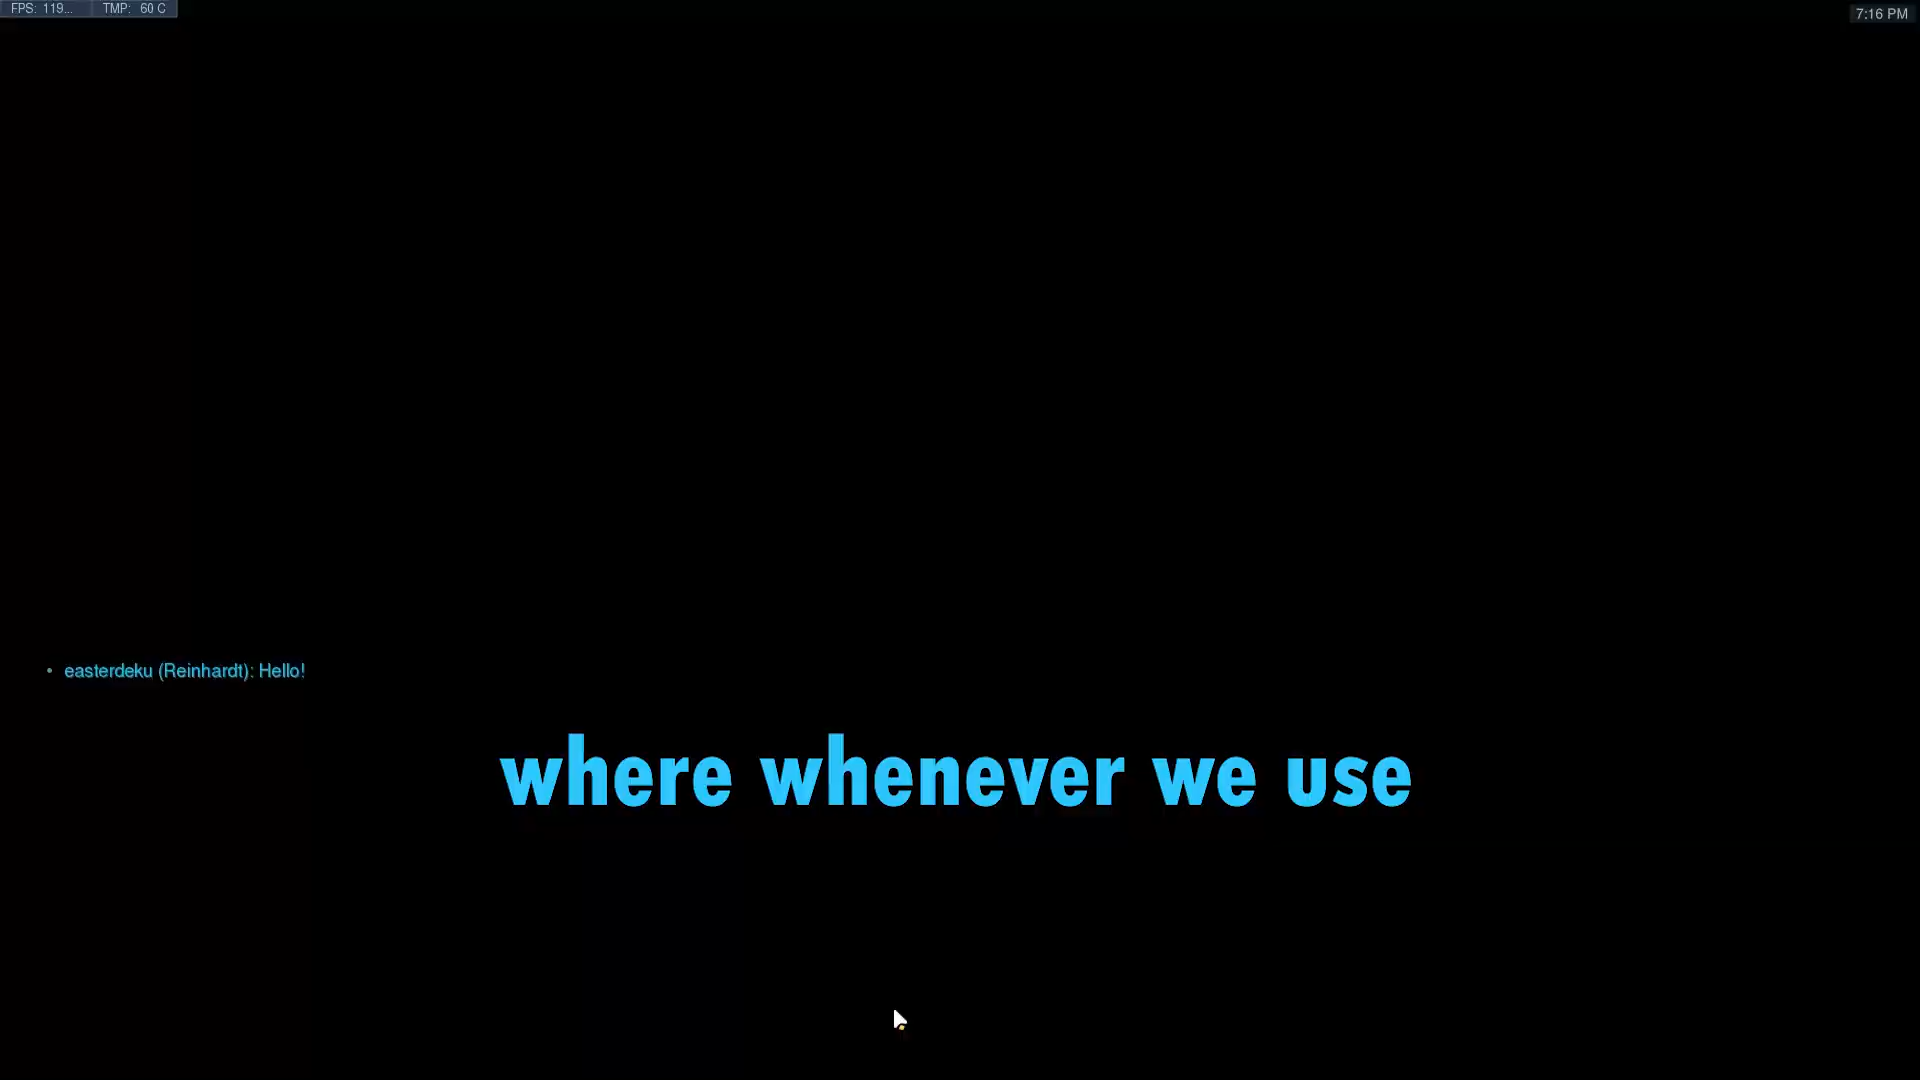 FPS: 119... TMP: 60 C
7:16 PM
• easterdeku (Reinhardt): Hello!
where whenever we use